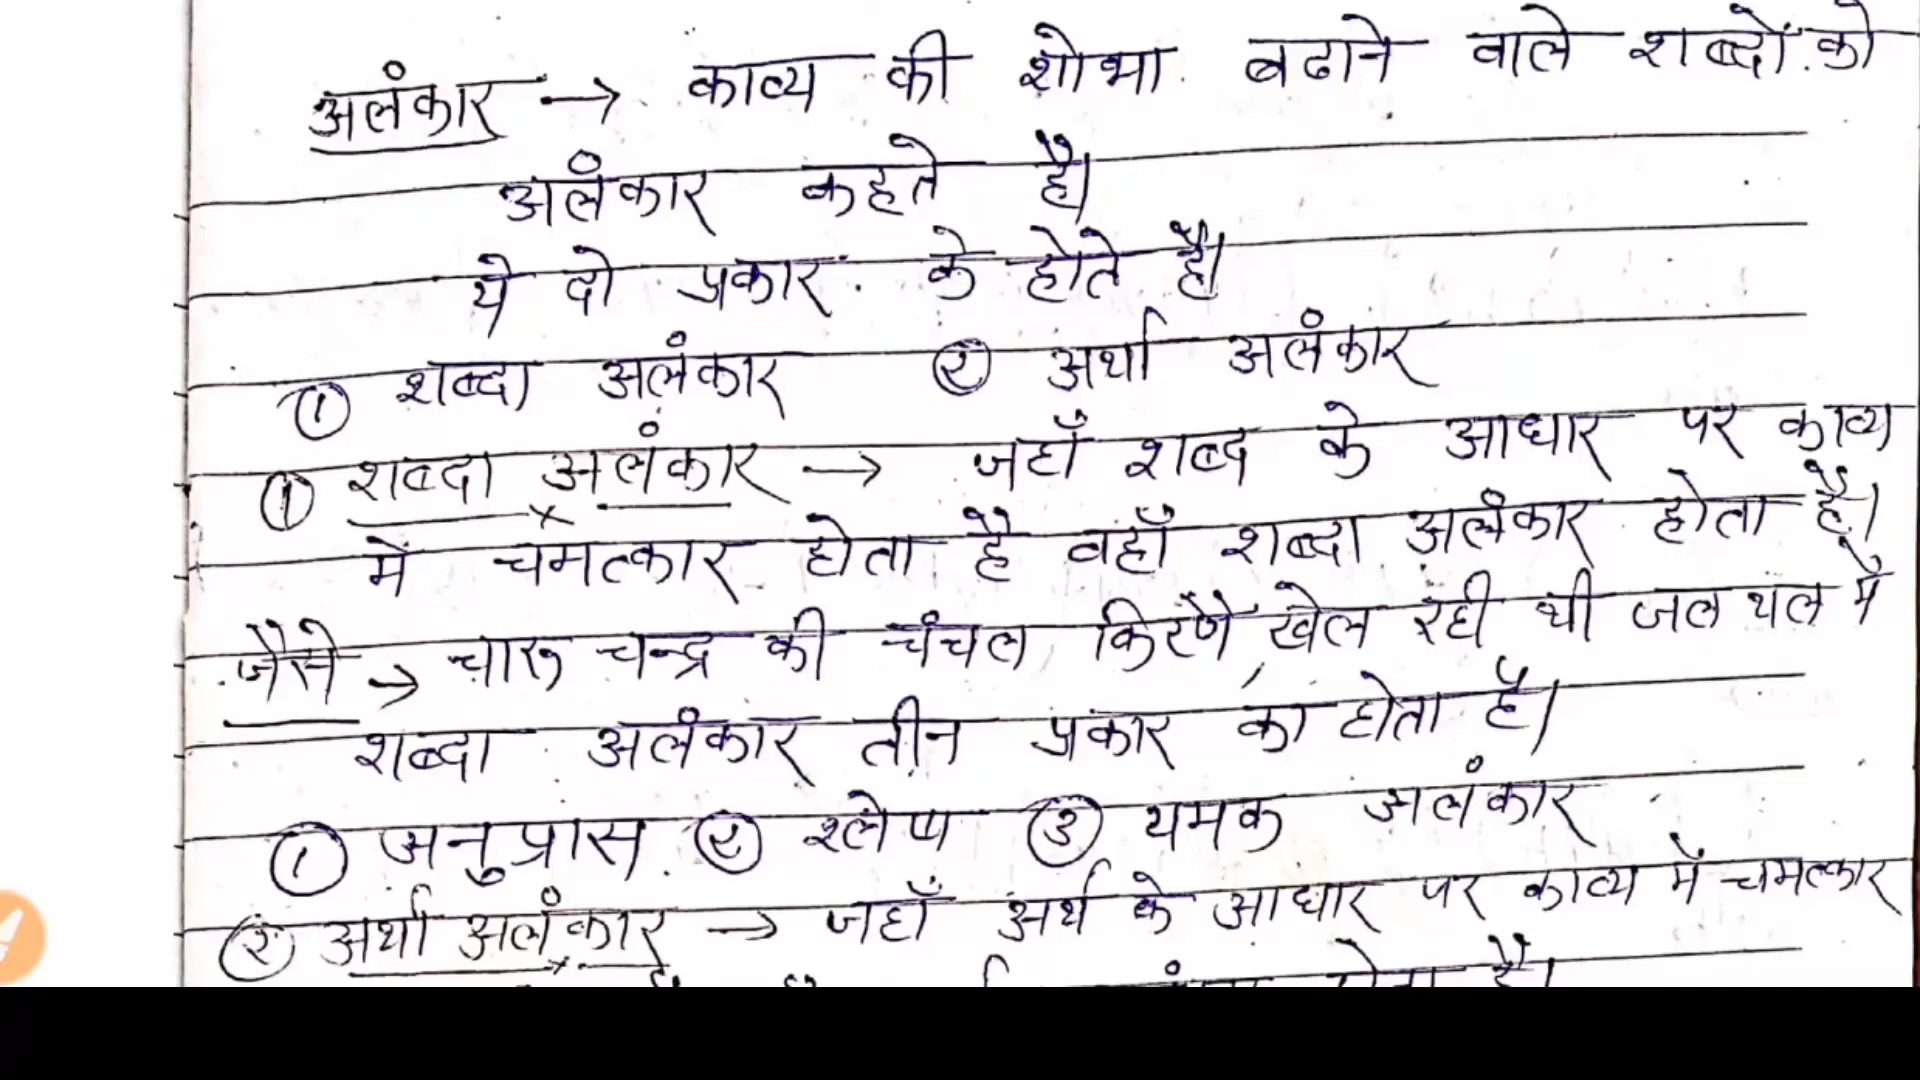 अलंकार → काव्य की शोभा बढाने वाले शब्दों को
अलंकार कहते है।
ये दो प्रकार के होते है।
① शब्दा अलंकार ② अर्था अलंकार
① शब्दा अलंकार → जहाँ शब्द के आधार पर काव्य
में चमत्कार होता है वहाँ शब्दा अलंकार होता है।
जैसे → चारू चन्द्र की चंचल किरणै, खेल रही थी जल थल में
शब्दा अलंकार तीन प्रकार का होता है।
① अनुप्रास ② श्लेष ③ यमक अलंकार
② अर्था अलंकार → जहाँ अर्थ के आधार पर काव्य में चमत्कार
है।